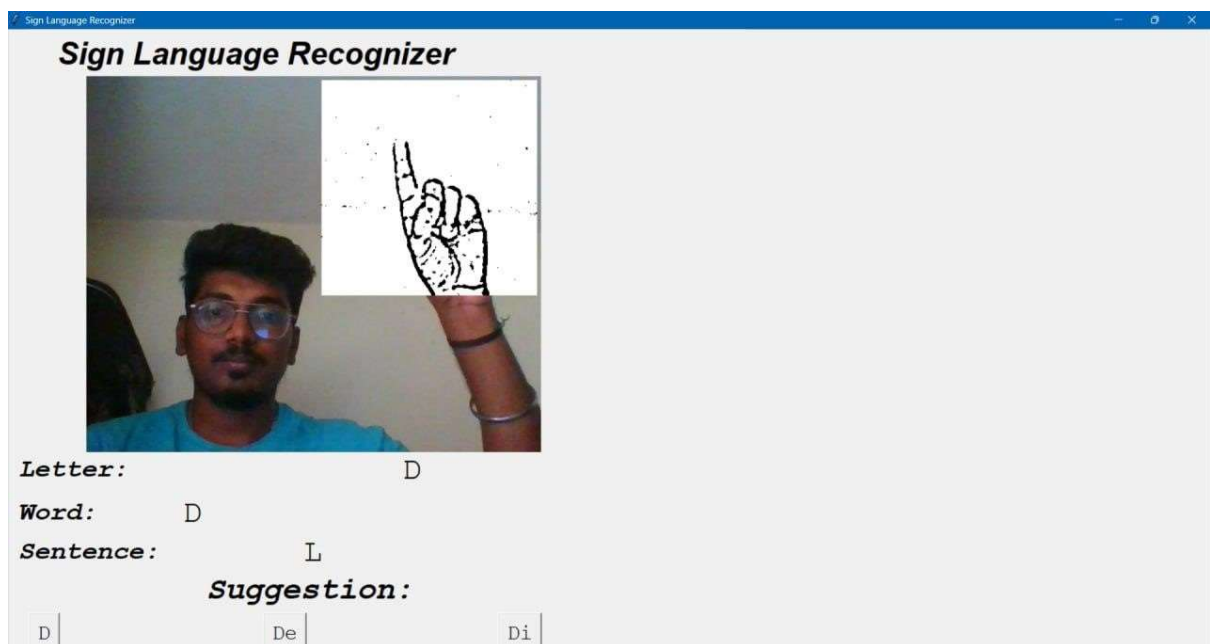 Sign Language Recognizer
Sign Language Recognizer
Letter: D
Word: D
Sentence: L
Suggestion:
D De Di